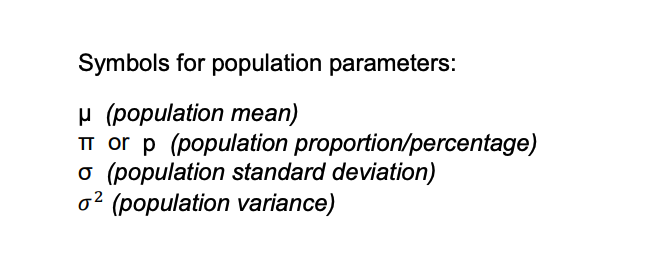 Symbols for population parameters:
μ (population mean)
π or p (population proportion/percentage)
σ (population standard deviation)
σ² (population variance)